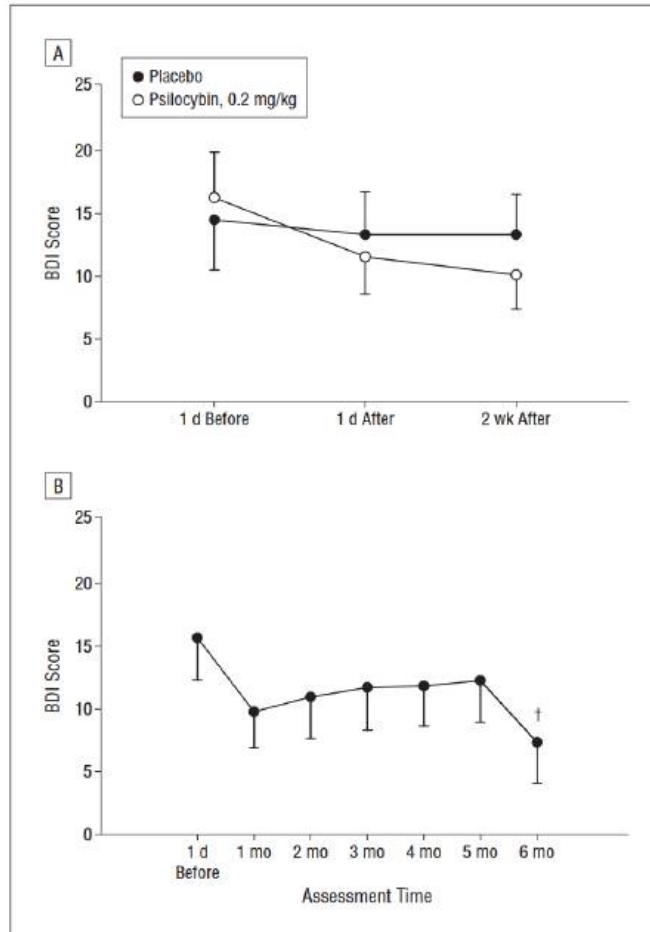 A
● Placebo
○ Psilocybin, 0.2 mg/kg
25
20
15
10
5
0
BDI Score
1 d Before
1 d After
2 wk After
B
25
20
15
10
5
0
BDI Score
†
1 d
Before
1 mo
2 mo
3 mo
4 mo
5 mo
6 mo
Assessment Time